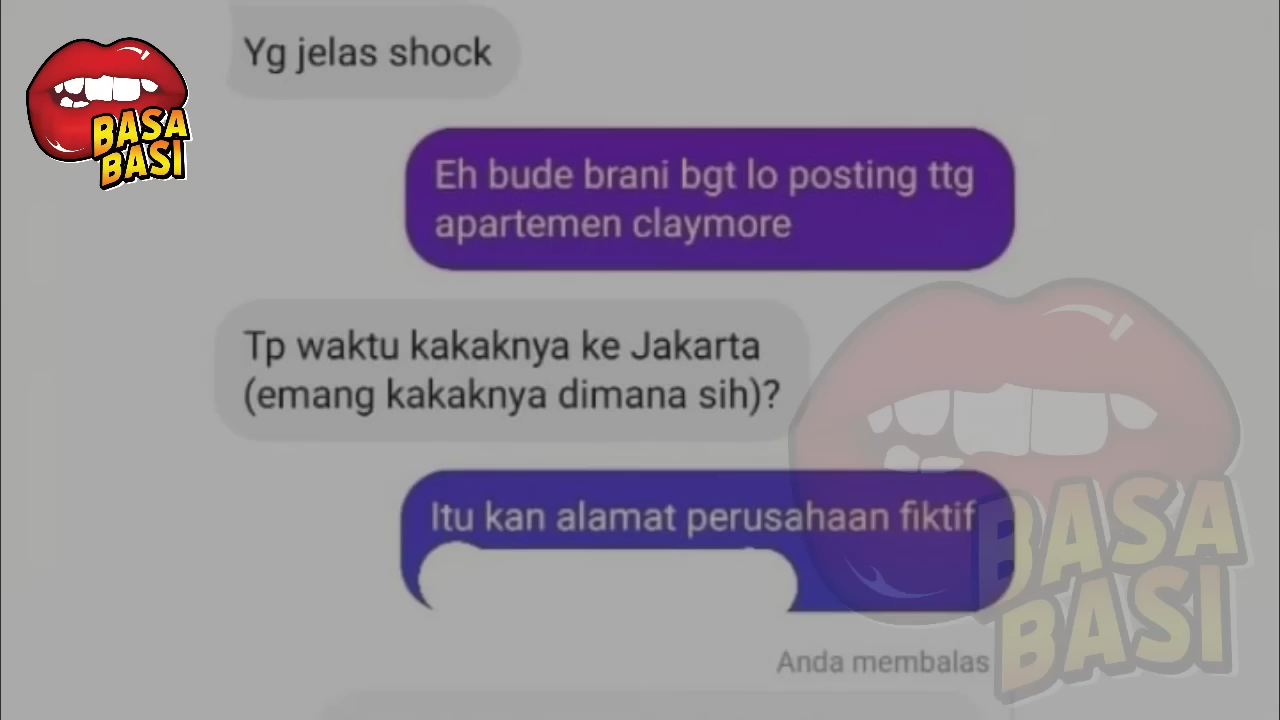 Yg jelas shock
BASA
BASI
Eh bude brani bgt lo posting ttg
apartemen claymore
Tp waktu kakaknya ke Jakarta
(emang kakaknya dimana sih)?
Itu kan alamat perusahaan fiktif
BASA
BASI
Anda membalas